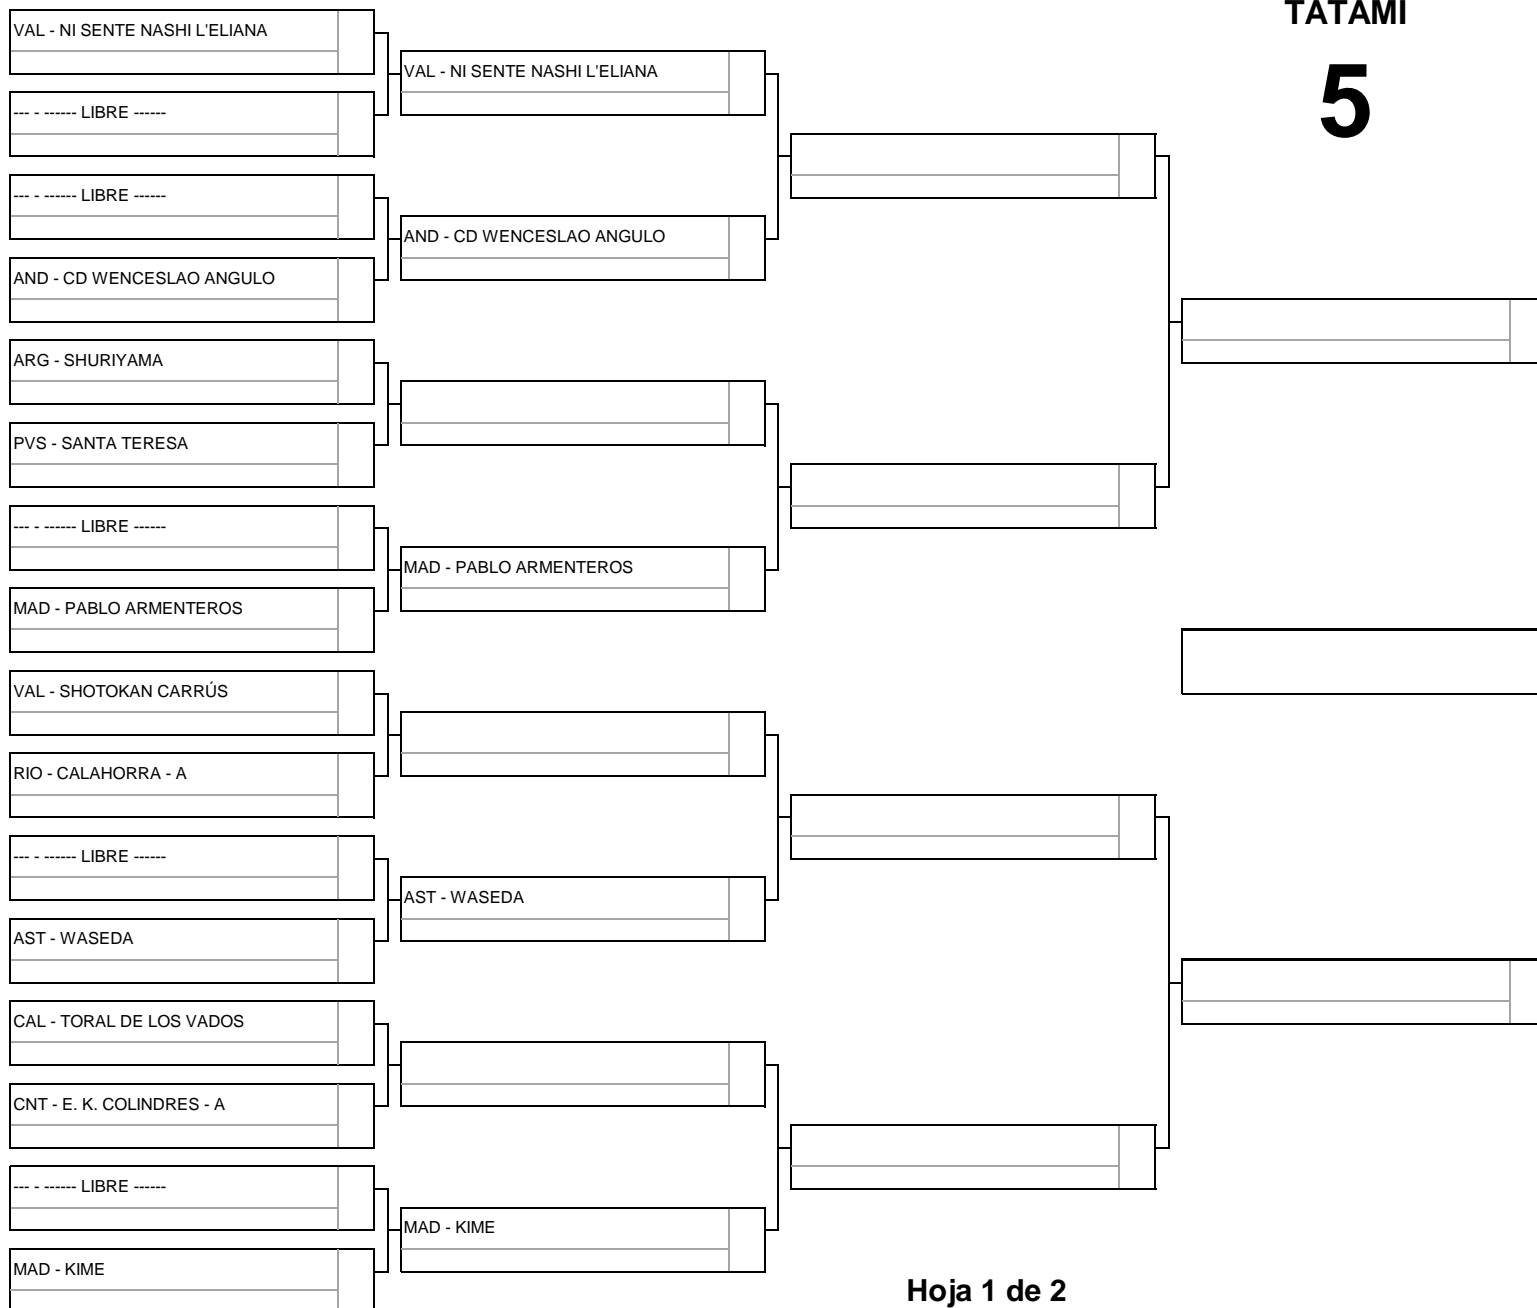 TATAMI
5
VAL - NI SENTE NASHI L'ELIANA
--- - ------ LIBRE ------
--- - ------ LIBRE ------
AND - CD WENCESLAO ANGULO
ARG - SHURIYAMA
PVS - SANTA TERESA
--- - ------ LIBRE ------
MAD - PABLO ARMENTEROS
VAL - SHOTOKAN CARRÚS
RIO - CALAHORRA - A
--- - ------ LIBRE ------
AST - WASEDA
CAL - TORAL DE LOS VADOS
CNT - E. K. COLINDRES - A
--- - ------ LIBRE ------
MAD - KIME
VAL - NI SENTE NASHI L'ELIANA
AND - CD WENCESLAO ANGULO
MAD - PABLO ARMENTEROS
AST - WASEDA
MAD - KIME
Hoja 1 de 2